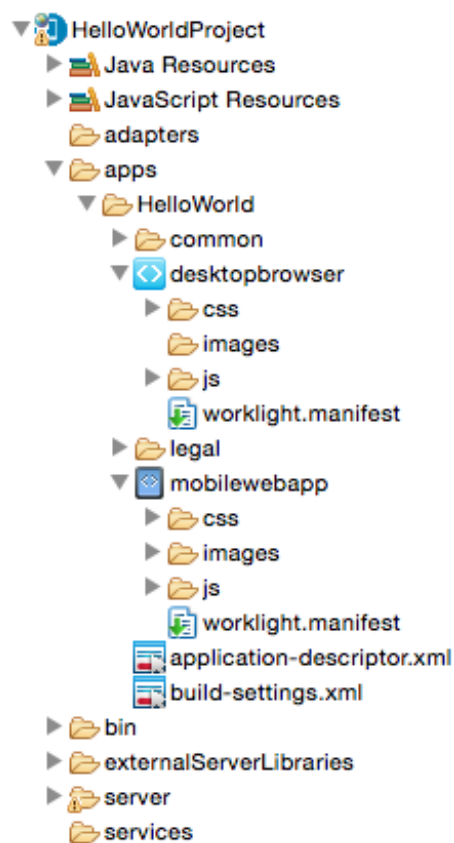 HelloWorldProject
Java Resources
JavaScript Resources
adapters
apps
HelloWorld
common
desktopbrowser
css
images
js
worklight.manifest
legal
mobilewebapp
css
images
js
worklight.manifest
application-descriptor.xml
build-settings.xml
bin
externalServerLibraries
server
services